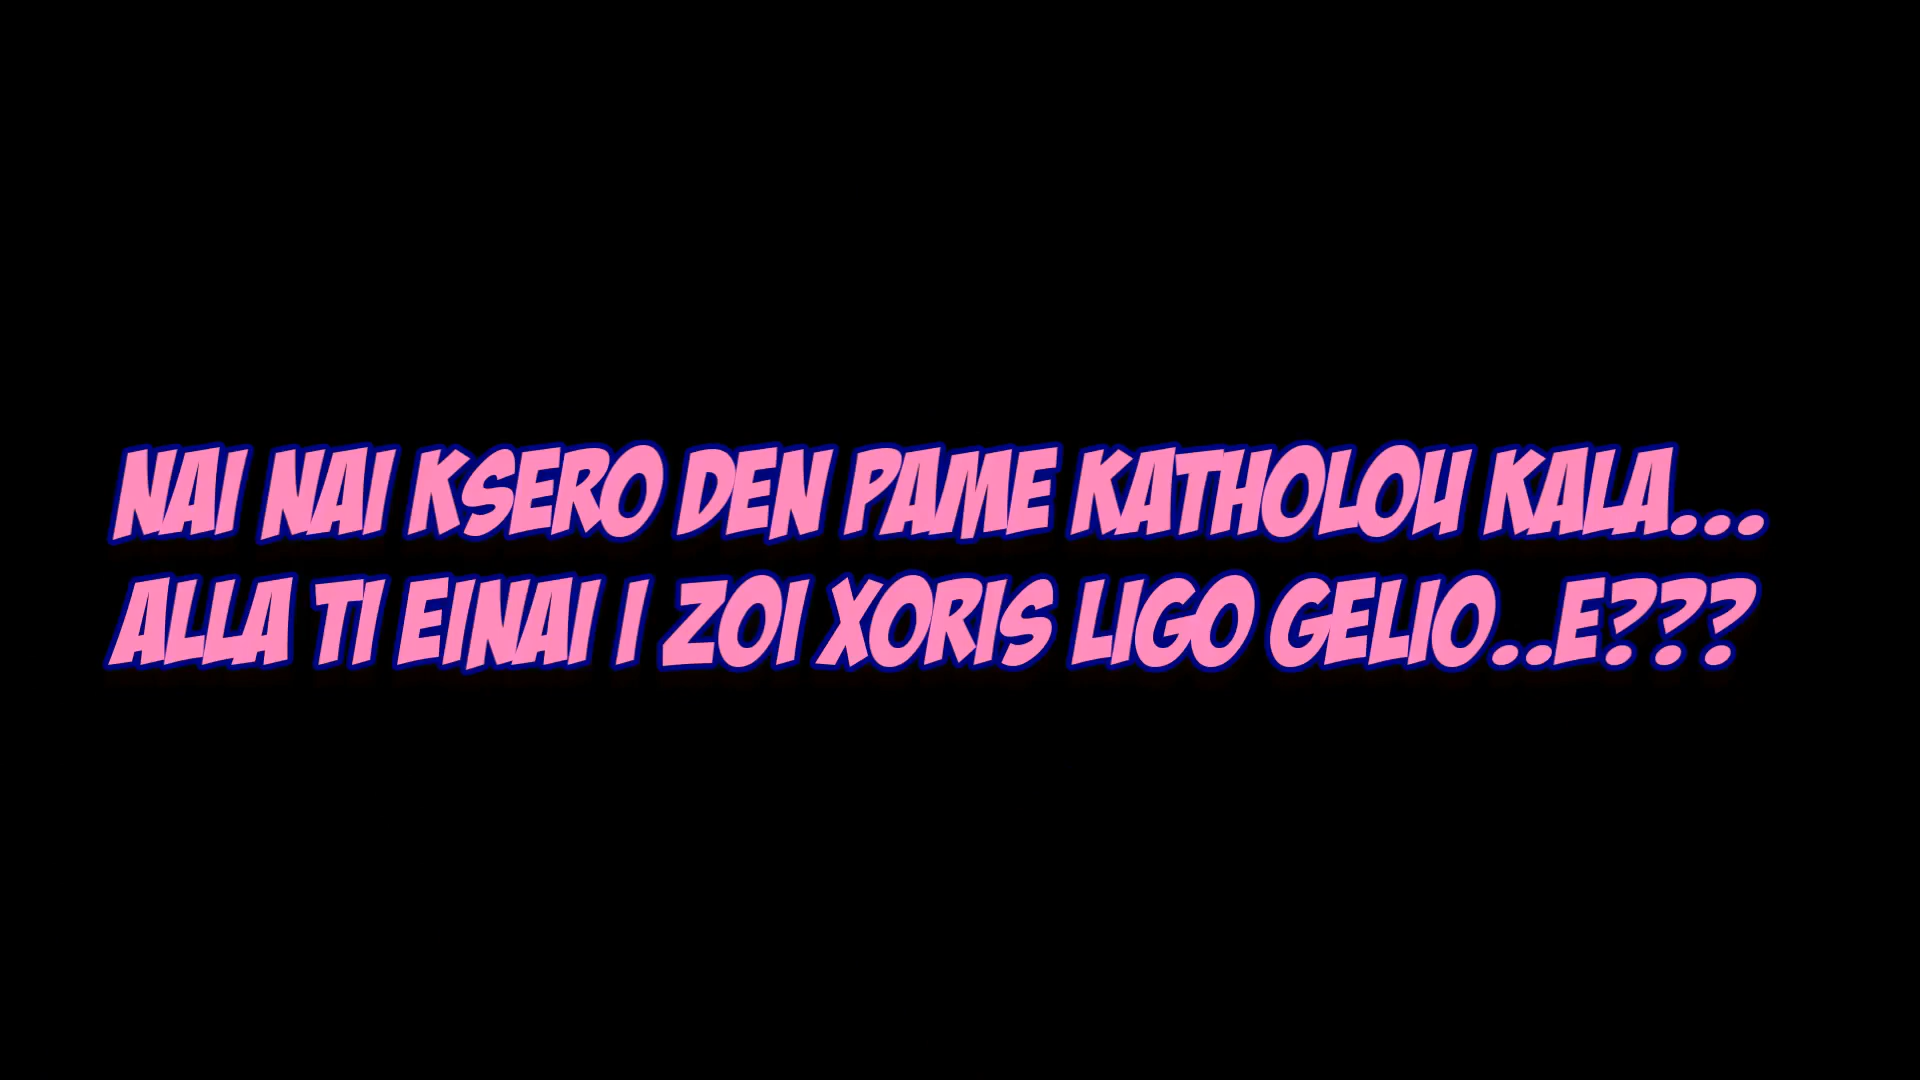 NAI NAI KSERO DEN PAME KATHOLOU KALA...
ALLA TI EINAI I ZOI XORIS LIGO GELIO..E???